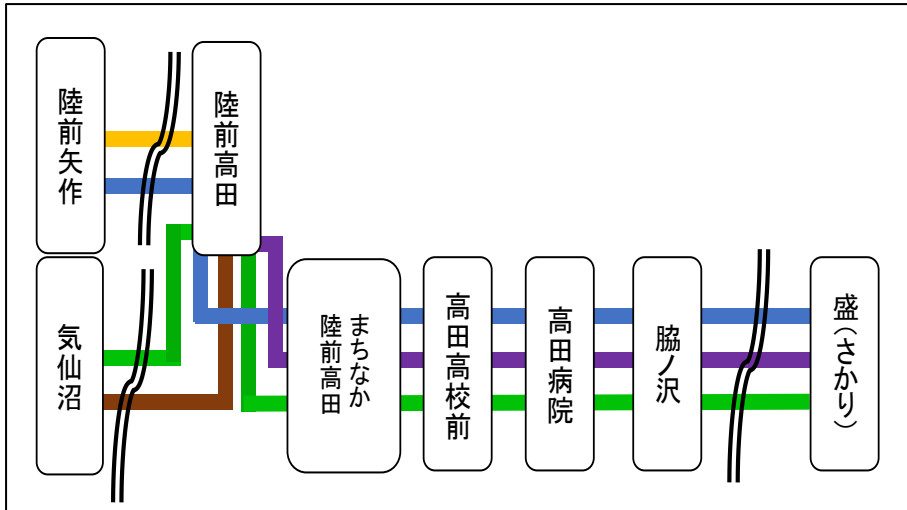 陸前矢作
陸前高田
気仙沼
まちなか
陸前高田
高田高校前
高田病院
脇ノ沢
盛(さかり)